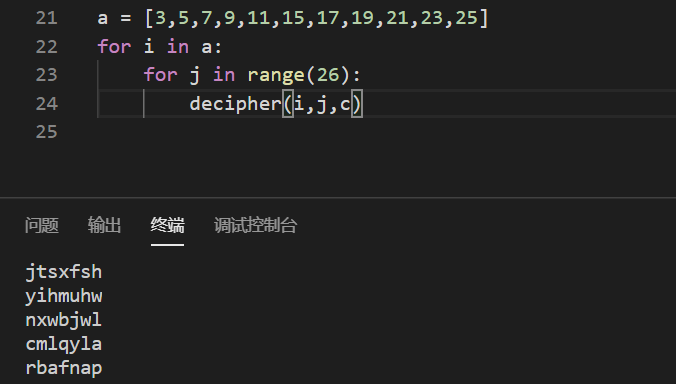 21 a = [3,5,7,9,11,15,17,19,21,23,25]
22 for i in a:
23     for j in range(26):
24         decipher(i,j,c)
25
问题 输出 终端 调试控制台
jtsxfsh
yihmuhw
nxwbjwl
cmlqyla
rbafnap